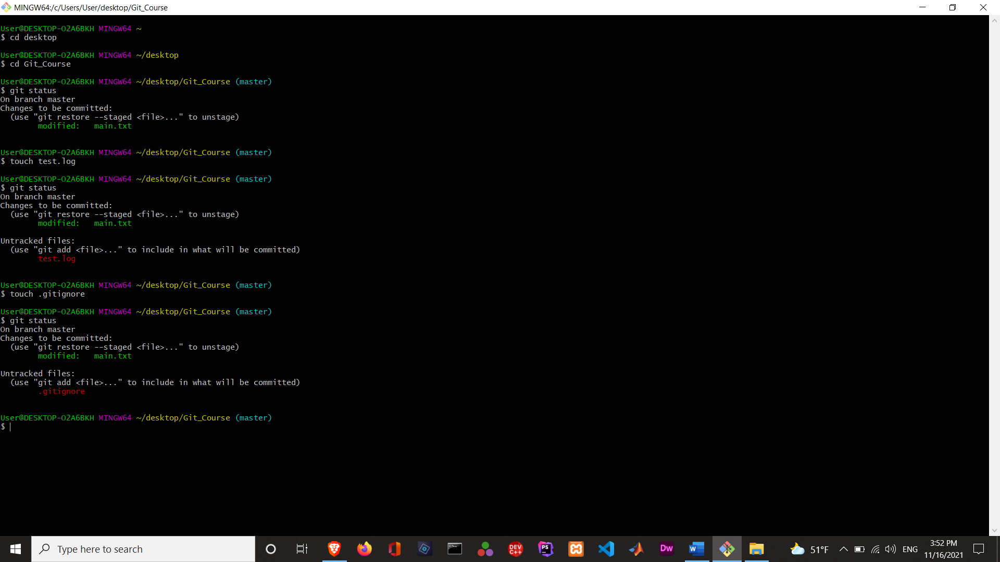 MINGW64:/c/Users/User/desktop/Git_Course
User@DESKTOP-O2A6BKH MINGW64 ~
$ cd desktop
User@DESKTOP-O2A6BKH MINGW64 ~/desktop
$ cd Git_Course
User@DESKTOP-O2A6BKH MINGW64 ~/desktop/Git_Course (master)
$ git status
On branch master
Changes to be committed:
  (use "git restore --staged <file>..." to unstage)
        modified:   main.txt
User@DESKTOP-O2A6BKH MINGW64 ~/desktop/Git_Course (master)
$ touch test.log
User@DESKTOP-O2A6BKH MINGW64 ~/desktop/Git_Course (master)
$ git status
On branch master
Changes to be committed:
  (use "git restore --staged <file>..." to unstage)
        modified:   main.txt
Untracked files:
  (use "git add <file>..." to include in what will be committed)
        test.log
User@DESKTOP-O2A6BKH MINGW64 ~/desktop/Git_Course (master)
$ touch .gitignore
User@DESKTOP-O2A6BKH MINGW64 ~/desktop/Git_Course (master)
$ git status
On branch master
Changes to be committed:
  (use "git restore --staged <file>..." to unstage)
        modified:   main.txt
Untracked files:
  (use "git add <file>..." to include in what will be committed)
        .gitignore
User@DESKTOP-O2A6BKH MINGW64 ~/desktop/Git_Course (master)
$
Type here to search
DEV C++
PS
Dw
W
51°F
ENG
3:52 PM
11/16/2021